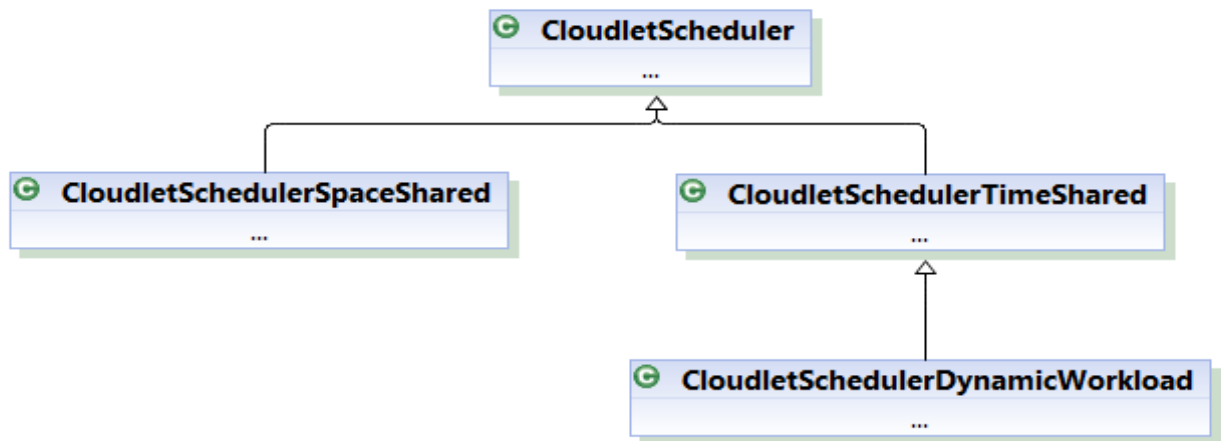 C CloudletScheduler
...
C CloudletSchedulerSpaceShared
...
C CloudletSchedulerTimeShared
...
C CloudletSchedulerDynamicWorkload
...